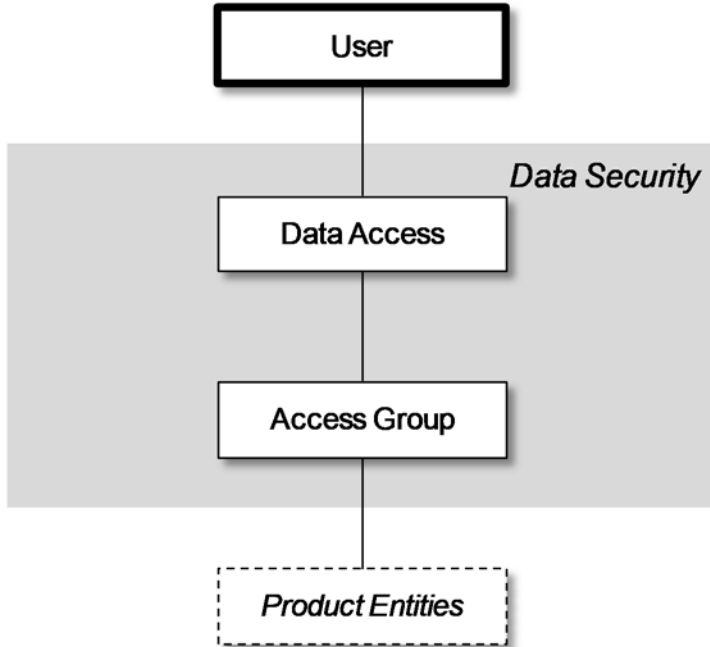 User
Data Security
Data Access
Access Group
Product Entities